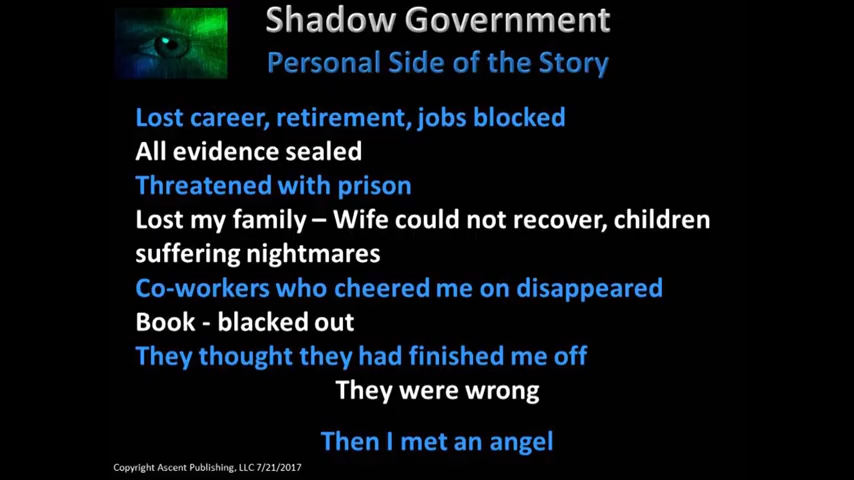 Shadow Government
Personal Side of the Story
Lost career, retirement, jobs blocked
All evidence sealed
Threatened with prison
Lost my family – Wife could not recover, children
suffering nightmares
Co-workers who cheered me on disappeared
Book - blacked out
They thought they had finished me off
They were wrong
Then I met an angel
Copyright Ascent Publishing, LLC 7/21/2017